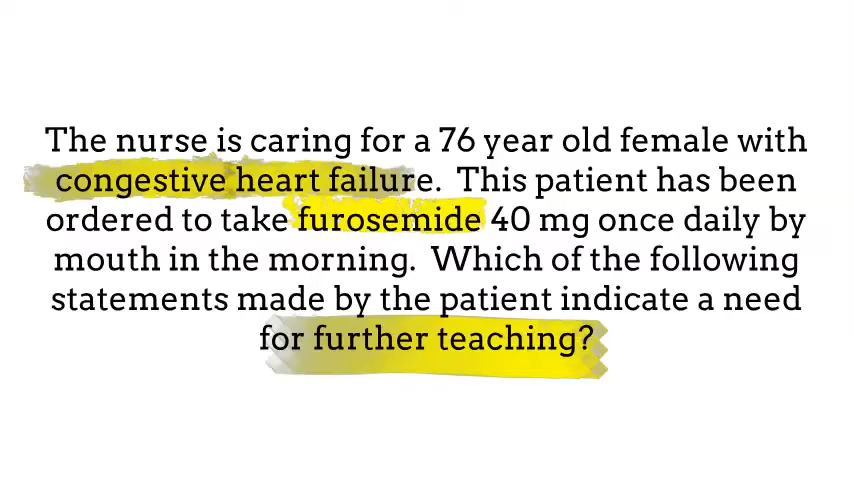 The nurse is caring for a 76 year old female with
congestive heart failure. This patient has been
ordered to take furosemide 40 mg once daily by
mouth in the morning. Which of the following
statements made by the patient indicate a need
for further teaching?